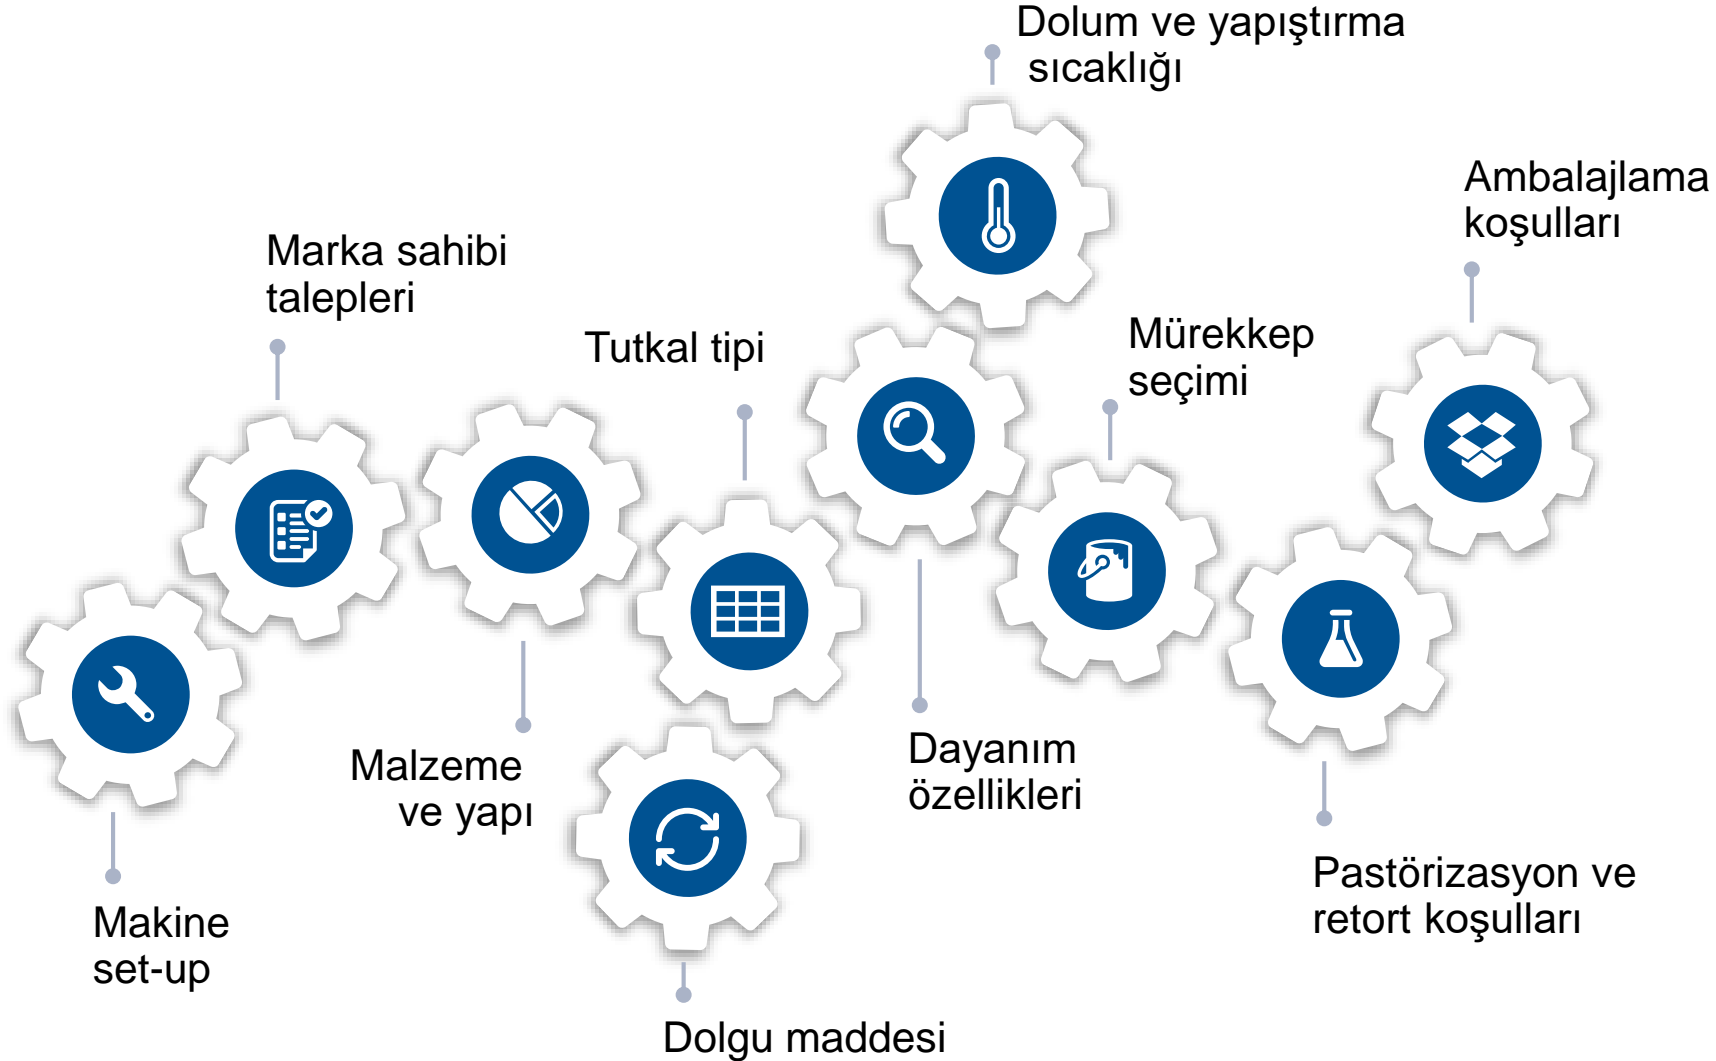 Dolum ve yapıştırma
sıcaklığı
Ambalajlama
koşulları
Marka sahibi
talepleri
Tutkal tipi
Mürekkep
seçimi
Malzeme
ve yapı
Dayanım
özellikleri
Makine
set-up
Pastörizasyon ve
retort koşulları
Dolgu maddesi